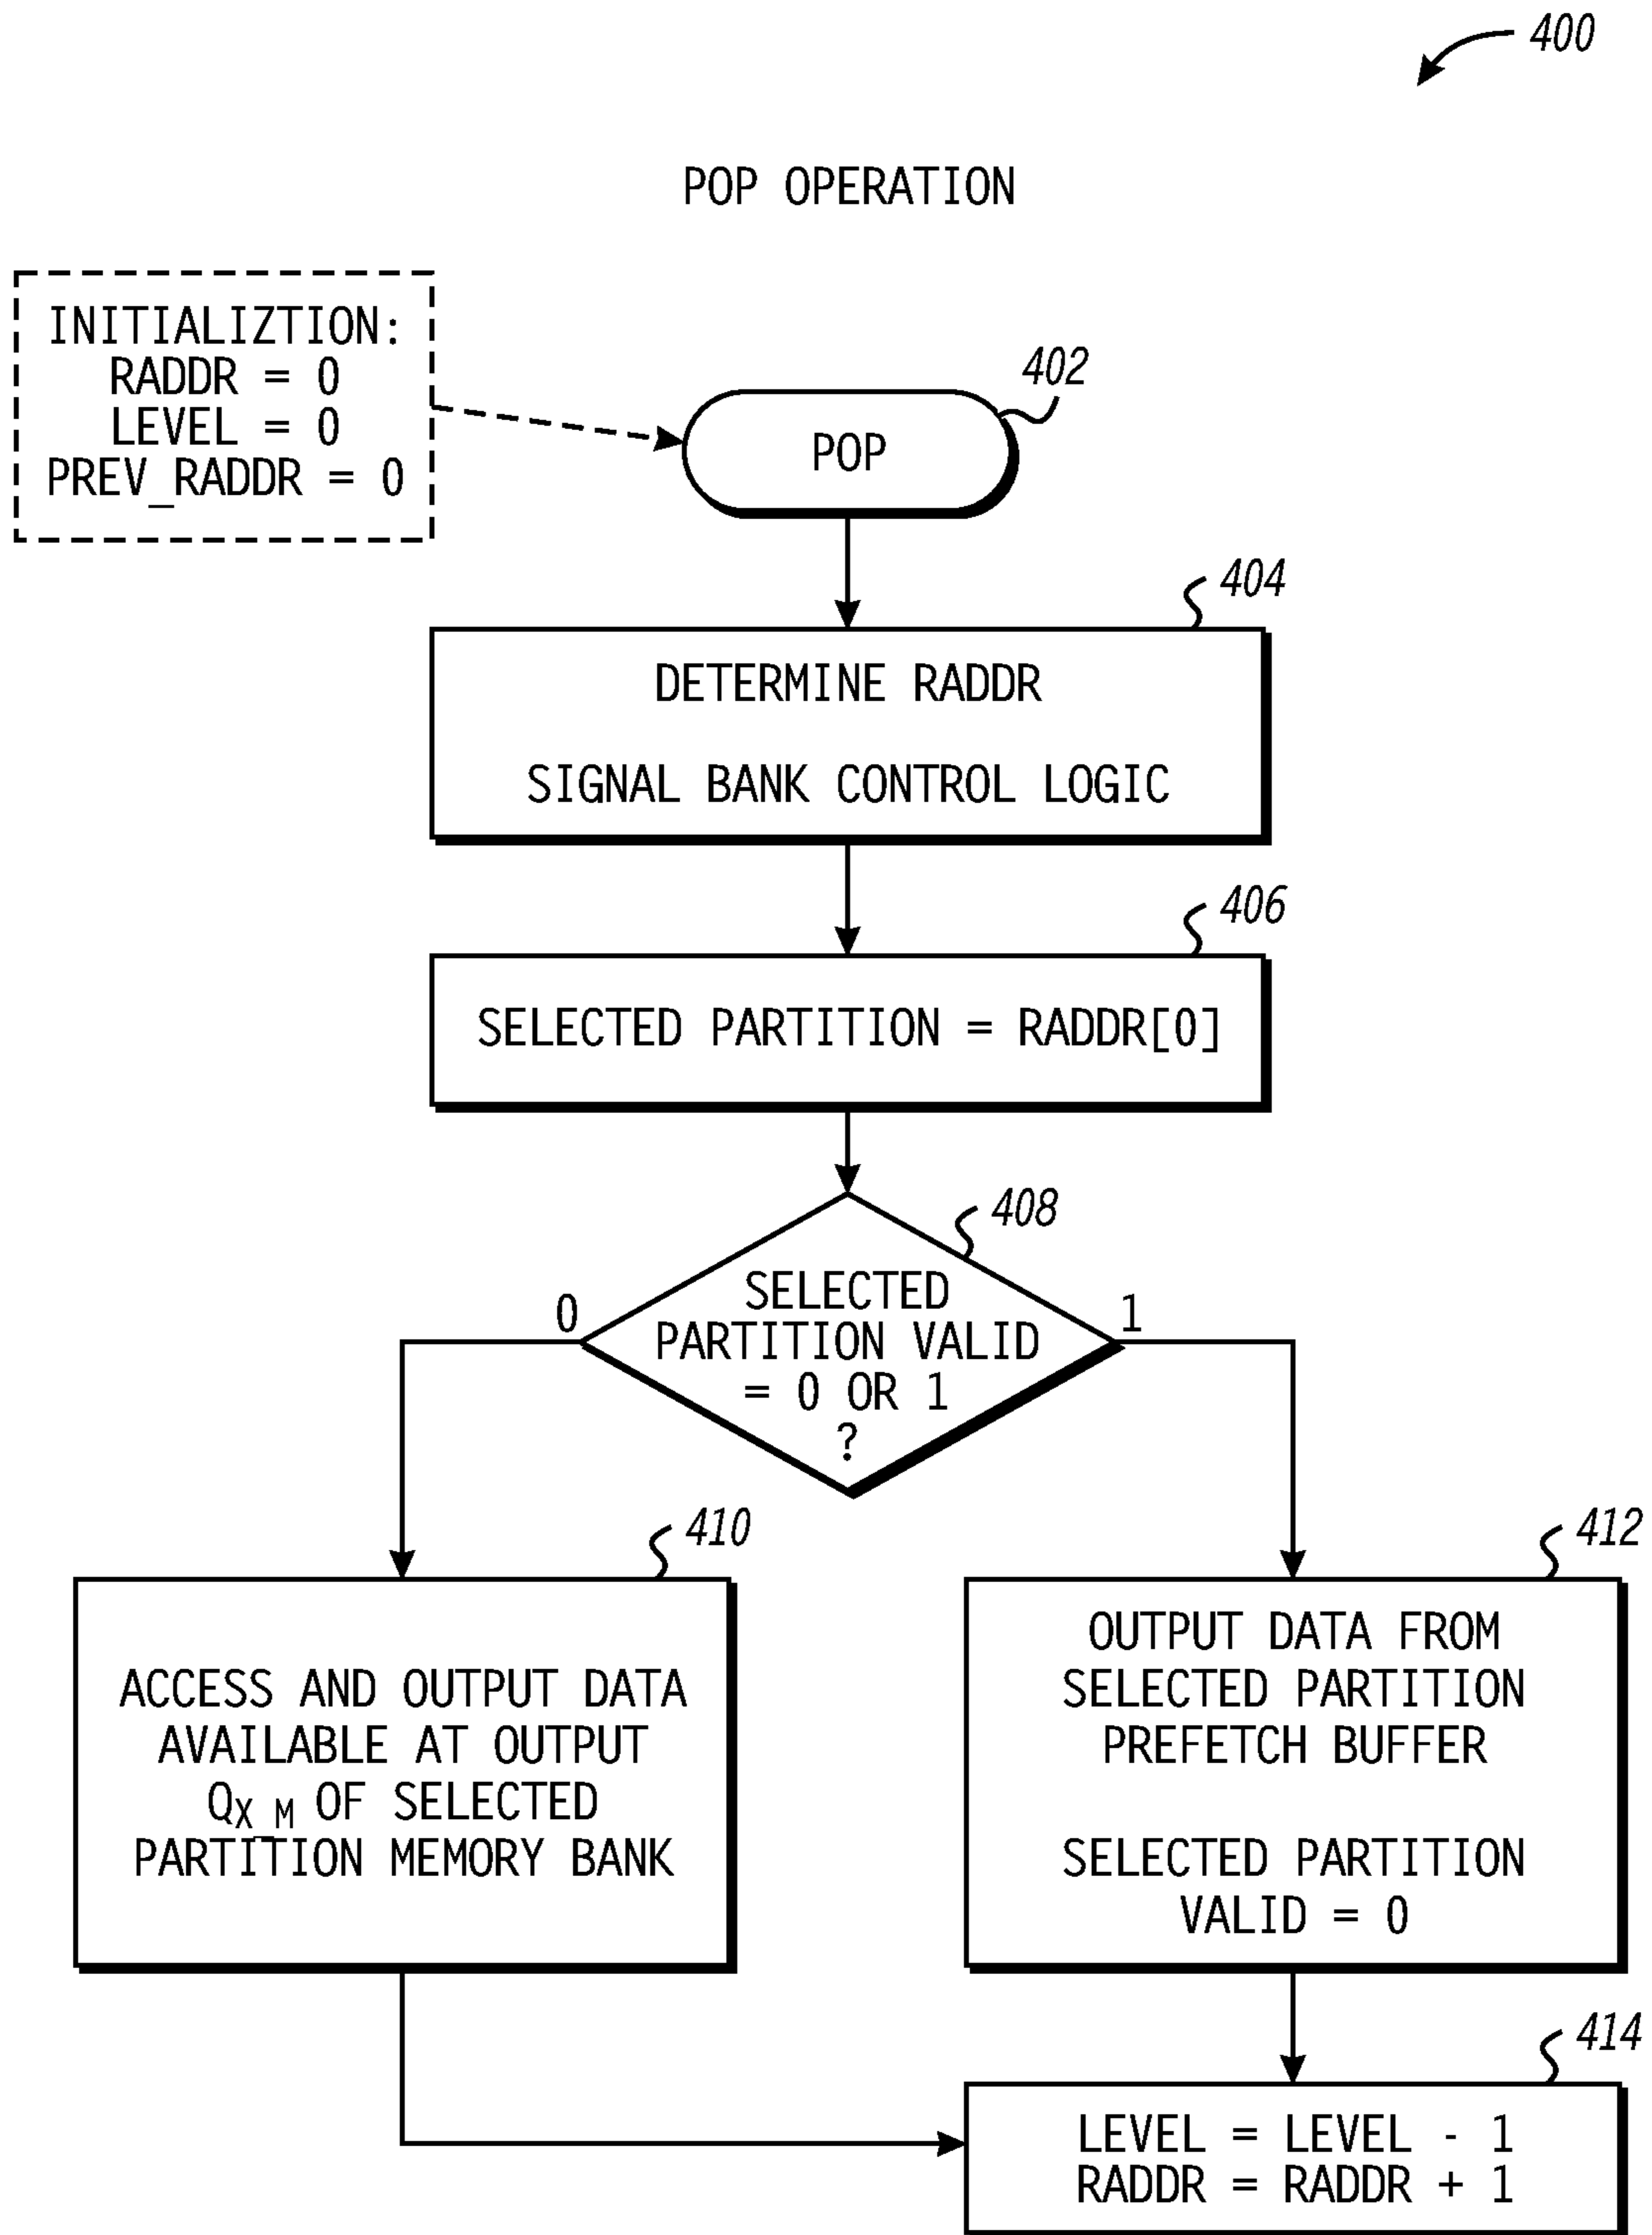 400
POP OPERATION
INITIALIZTION:
RADDR = 0
LEVEL = 0
PREV_RADDR = 0
402
POP
404
DETERMINE RADDR
SIGNAL BANK CONTROL LOGIC
406
SELECTED PARTITION = RADDR[0]
408
SELECTED
PARTITION VALID
= 0 OR 1
?
0
1
410
ACCESS AND OUTPUT DATA
AVAILABLE AT OUTPUT
QX_M OF SELECTED
PARTITION MEMORY BANK
412
OUTPUT DATA FROM
SELECTED PARTITION
PREFETCH BUFFER
SELECTED PARTITION
VALID = 0
414
LEVEL = LEVEL - 1
RADDR = RADDR + 1